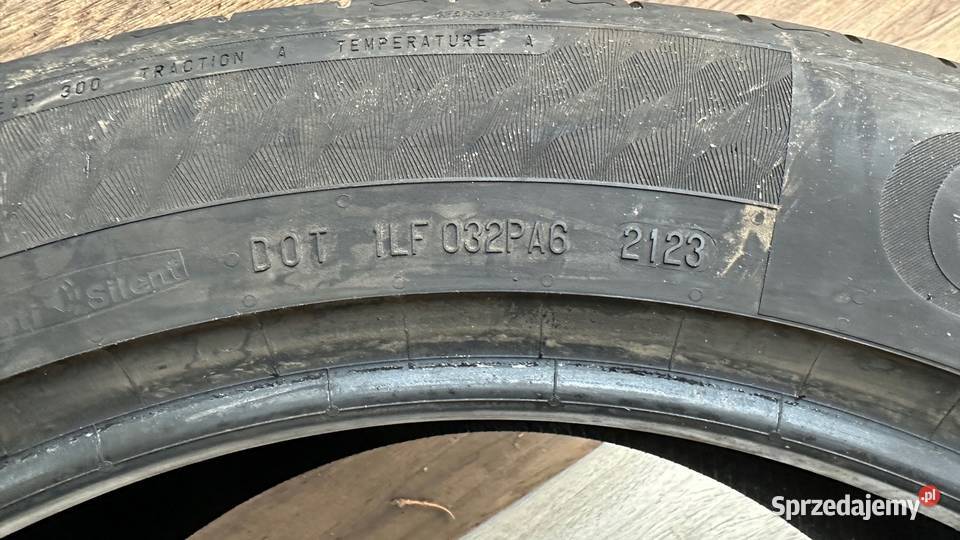 300 TRACTION A TEMPERATURE A
DOT 1LF 032PA6 2123
Silent
Sprzedajemy.pl